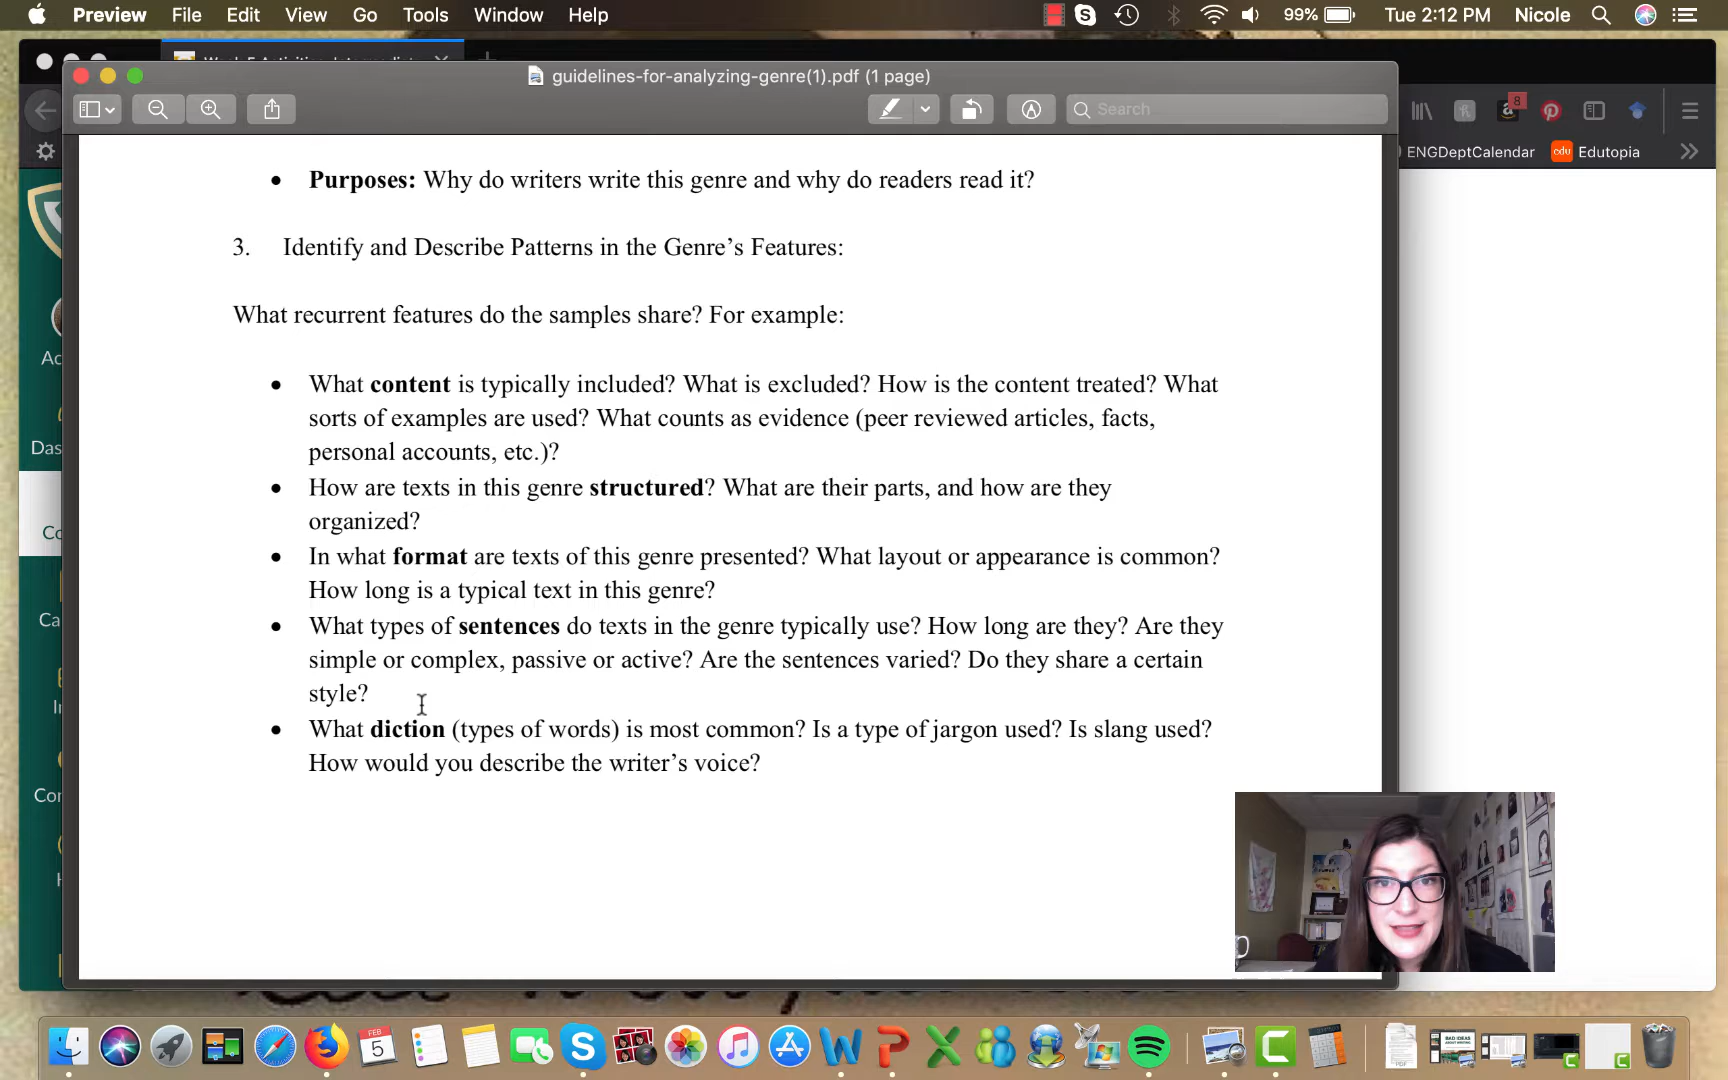 Preview File Edit View Go Tools Window Help 99% Tue 2:12 PM Nicole
guidelines-for-analyzing-genre(1).pdf (1 page)
Search
8
ENGDeptCalendar edu Edutopia
• Purposes: Why do writers write this genre and why do readers read it?
3. Identify and Describe Patterns in the Genre’s Features:
What recurrent features do the samples share? For example:
• What content is typically included? What is excluded? How is the content treated? What
sorts of examples are used? What counts as evidence (peer reviewed articles, facts,
personal accounts, etc.)?
• How are texts in this genre structured? What are their parts, and how are they
organized?
• In what format are texts of this genre presented? What layout or appearance is common?
How long is a typical text in this genre?
• What types of sentences do texts in the genre typically use? How long are they? Are they
simple or complex, passive or active? Are the sentences varied? Do they share a certain
style?
• What diction (types of words) is most common? Is a type of jargon used? Is slang used?
How would you describe the writer’s voice?
Das
Co
Ca
In
Con
FEB
5
BAD IDEAS